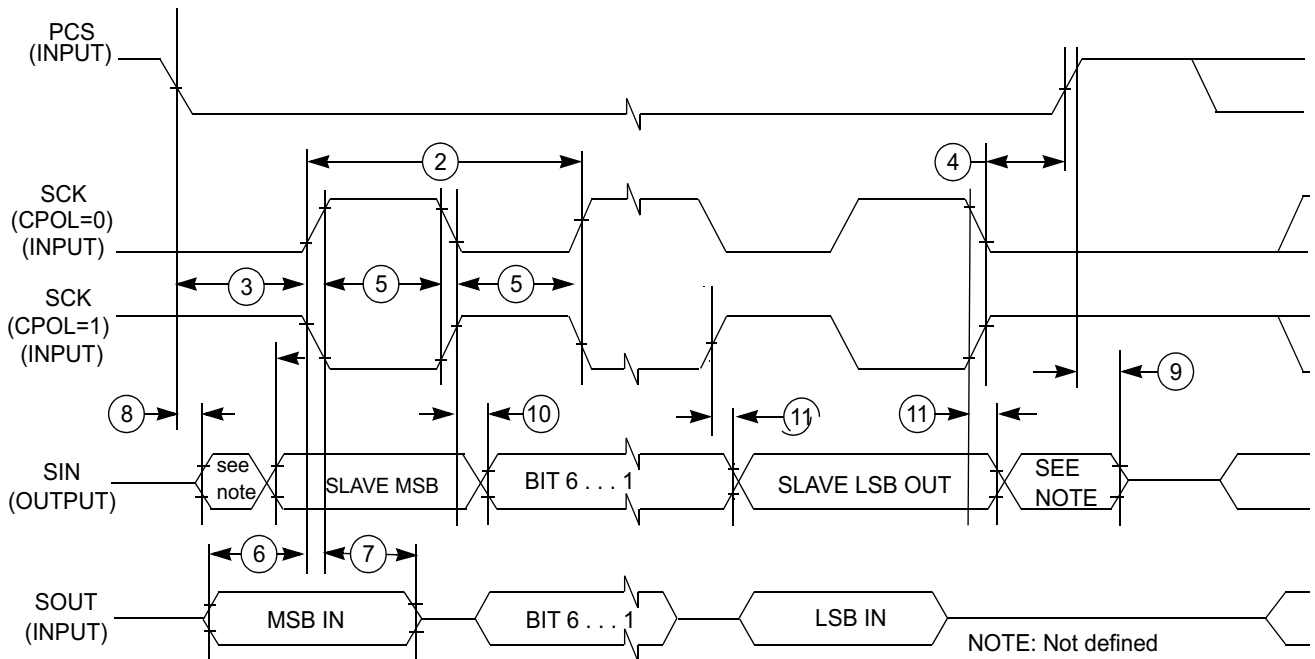 PCS
(INPUT)
2
4
SCK
(CPOL=0)
(INPUT)
3
5
5
SCK
(CPOL=1)
(INPUT)
9
8
10
11
11
SIN
(OUTPUT)
see
note
SLAVE MSB
BIT 6 . . . 1
SLAVE LSB OUT
SEE
NOTE
6
7
SOUT
(INPUT)
MSB IN
BIT 6 . . . 1
LSB IN
NOTE: Not defined